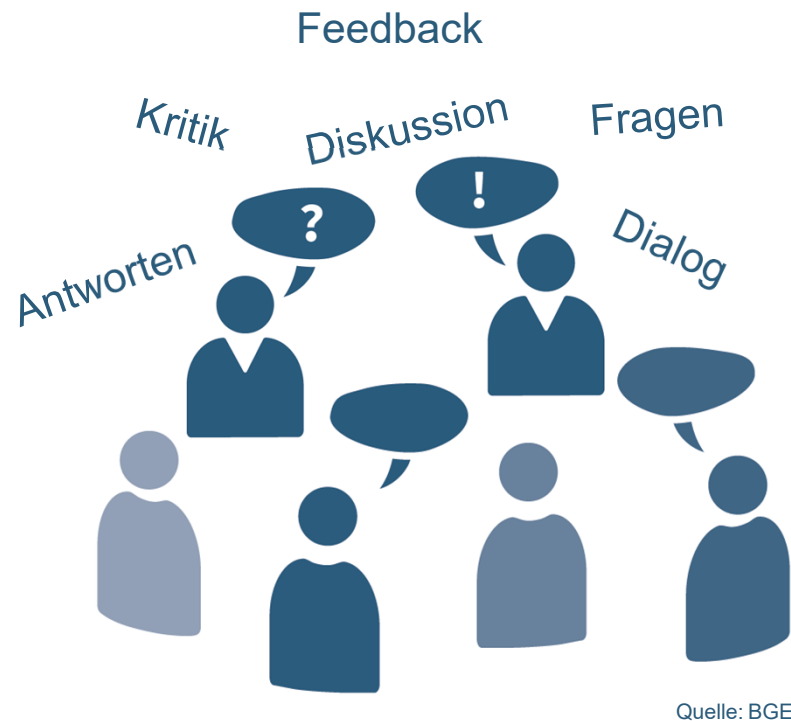 Feedback
Kritik
Diskussion
Fragen
?
!
Antworten
Dialog
Quelle: BGE